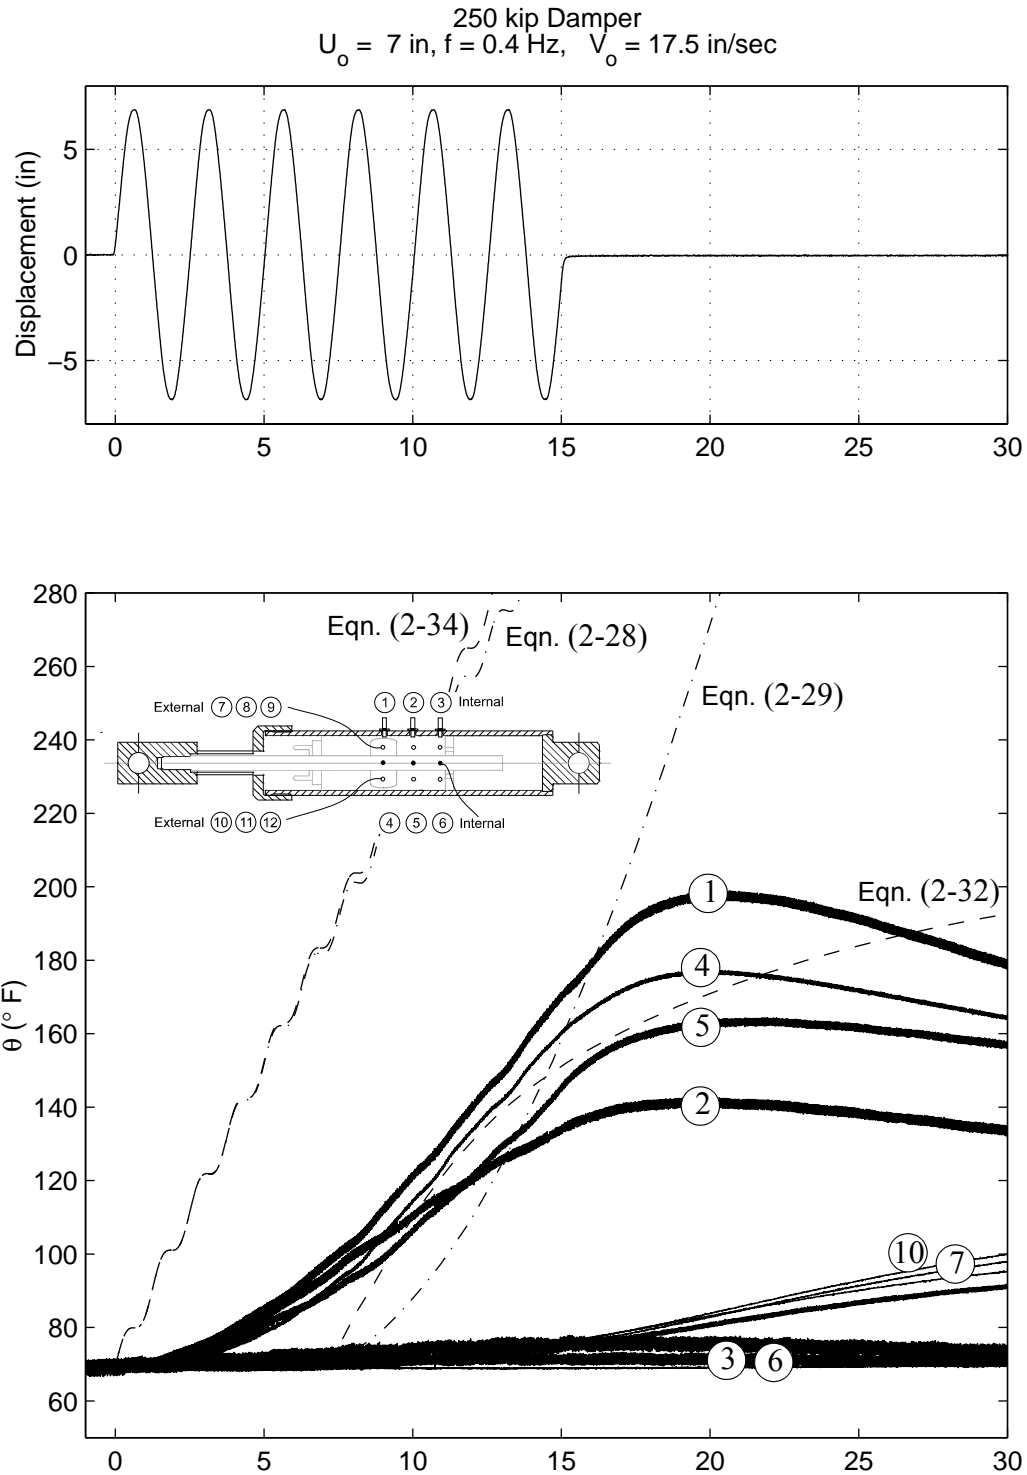 250 kip Damper
Uo = 7 in, f = 0.4 Hz, Vo = 17.5 in/sec
Displacement (in)
5
0
−5
0 5 10 15 20 25 30
θ (° F)
280
260
240
220
200
180
160
140
120
100
80
60
Eqn. (2-34)
Eqn. (2-28)
Eqn. (2-29)
Eqn. (2-32)
External 7 8 9
1 2 3 Internal
External 10 11 12
4 5 6 Internal
1
4
5
2
10
7
3
6
0 5 10 15 20 25 30